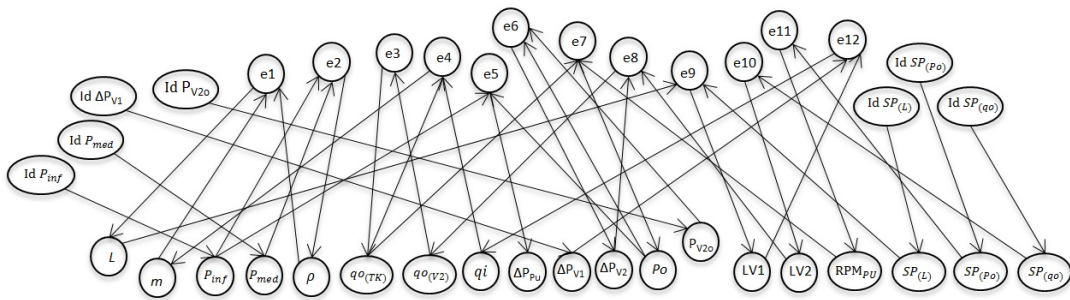 e6
e11
e7
e12
e3
e4
e2
e8
e10
e1
e5
e9
Id SP(Po)
Id ΔPV1
Id PV2o
Id SP(L)
Id SP(qo)
Id Pmed
Id Pinf
L
m
Pinf
Pmed
ρ
qo(TK)
qo(V2)
qi
ΔPPu
ΔPV1
ΔPV2
Po
PV2o
LV1
LV2
RPMPU
SP(L)
SP(Po)
SP(qo)